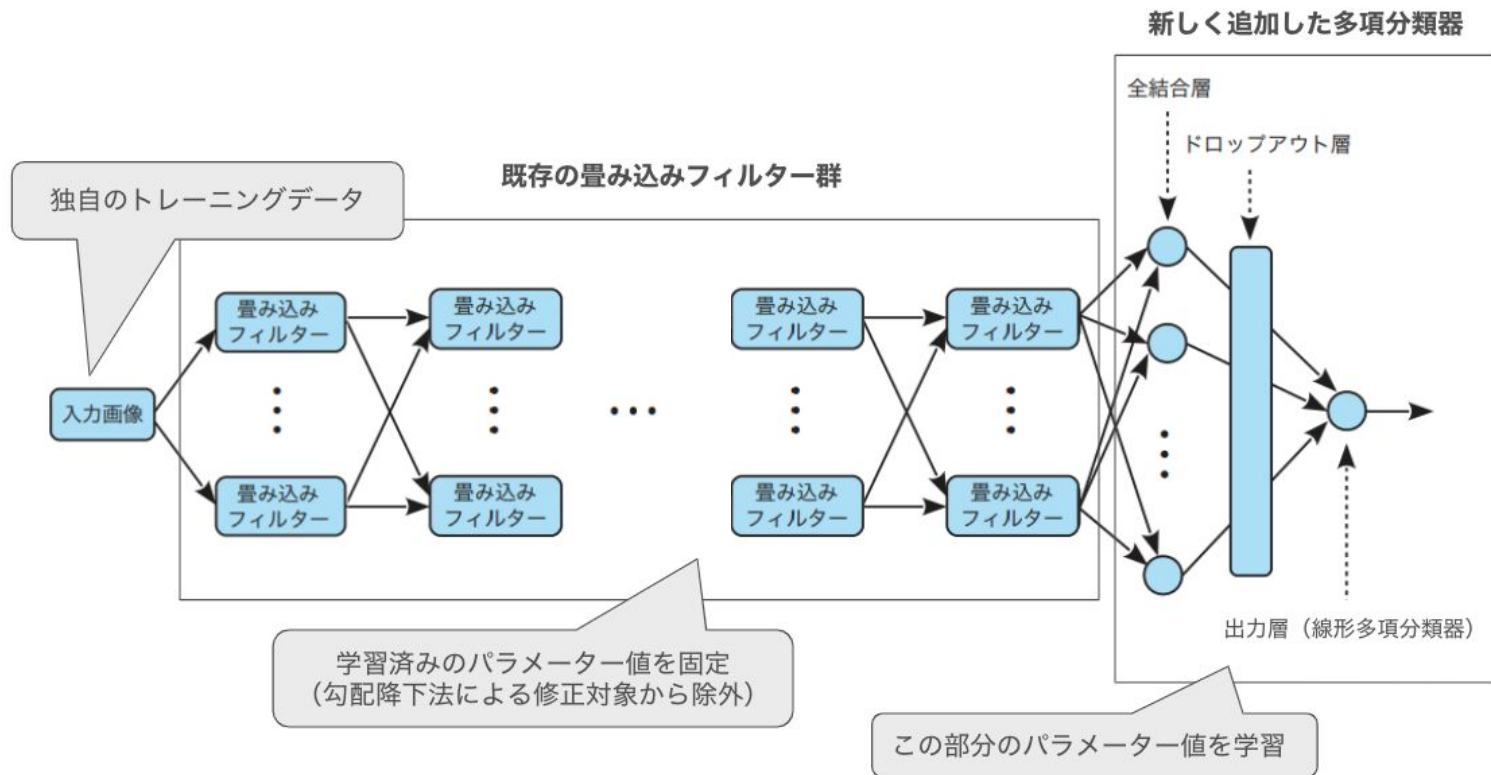 新しく追加した多項分類器
全結合層
ドロップアウト層
既存の畳み込みフィルター群
独自のトレーニングデータ
入力画像
畳み込み
フィルター
畳み込み
フィルター
畳み込み
フィルター
畳み込み
フィルター
畳み込み
フィルター
畳み込み
フィルター
畳み込み
フィルター
畳み込み
フィルター
出力層（線形多項分類器）
学習済みのパラメーター値を固定
（勾配降下法による修正対象から除外）
この部分のパラメーター値を学習